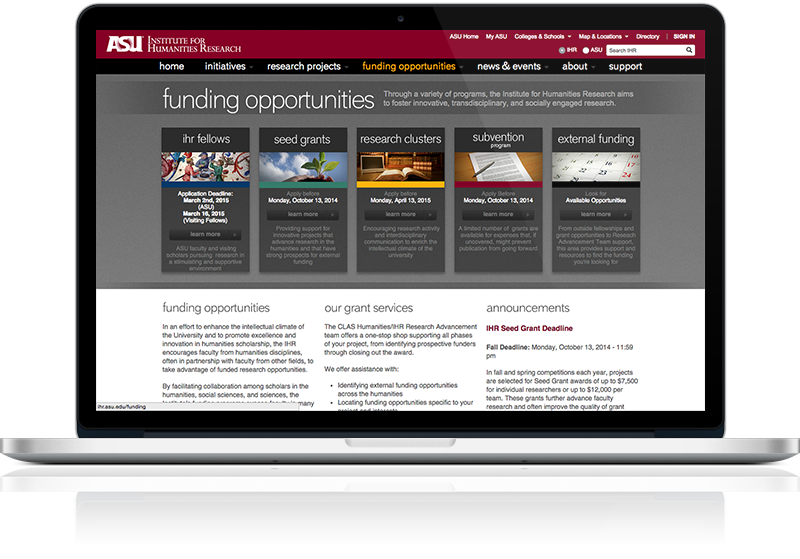 ASU Home My ASU Colleges & Schools Map & Locations Directory | SIGN IN
ASU INSTITUTE FOR HUMANITIES RESEARCH
IHR ASU Search IHR
home initiatives research projects funding opportunities news & events about support
funding opportunities
Through a variety of programs, the Institute for Humanities Research aims
to foster innovative, transdisciplinary, and socially engaged research.
ihr fellows
Application Deadline:
March 2nd, 2015
(ASU)
March 16, 2015
(Visiting Fellows)
learn more
ASU faculty and visiting
scholars pursuing research in
a stimulating and supportive
environment
seed grants
Apply before
Monday, October 13, 2014
learn more
Providing support for
innovative projects that
advance research in the
humanities and that have
strong prospects for external
funding
research clusters
Apply before
Monday, April 13, 2015
learn more
Encouraging research activity
and interdisciplinary
communication to enrich the
intellectual climate of the
university
subvention
program
Apply Before
Monday, October 13, 2014
learn more
A limited number of grants
are available for expenses that, if
uncovered, might prevent
publication from going forward
external funding
Look for
Available Opportunities
learn more
From outside fellowships and
grant opportunities to Research
Advancement Team support,
this area provides support
and resources to find the funding
you're looking for
funding opportunities
In an effort to enhance the intellectual climate of
the University and to promote excellence and
innovation in humanities scholarship, the IHR
encourages faculty from humanities disciplines,
often in partnership with faculty from other fields, to
take advantage of funded research opportunities.
By facilitating collaboration among scholars in the
humanities, social sciences, and sciences, the
ihr.asu.edu/funding
our grant services
The CLAS Humanities/IHR Research Advancement
team offers a one-stop shop supporting all phases
of your project, from identifying prospective funders
through closing out the award.
We offer assistance with:
• Identifying external funding opportunities
across the humanities
• Locating funding opportunities specific to your
project and interests
announcements
IHR Seed Grant Deadline
Fall Deadline: Monday, October 13, 2014 - 11:59
pm
In fall and spring competitions each year, projects
are selected for Seed Grant awards of up to $7,500
for individual researchers or up to $12,000 per
team. These grants further advance faculty
research and often improve the quality of grant